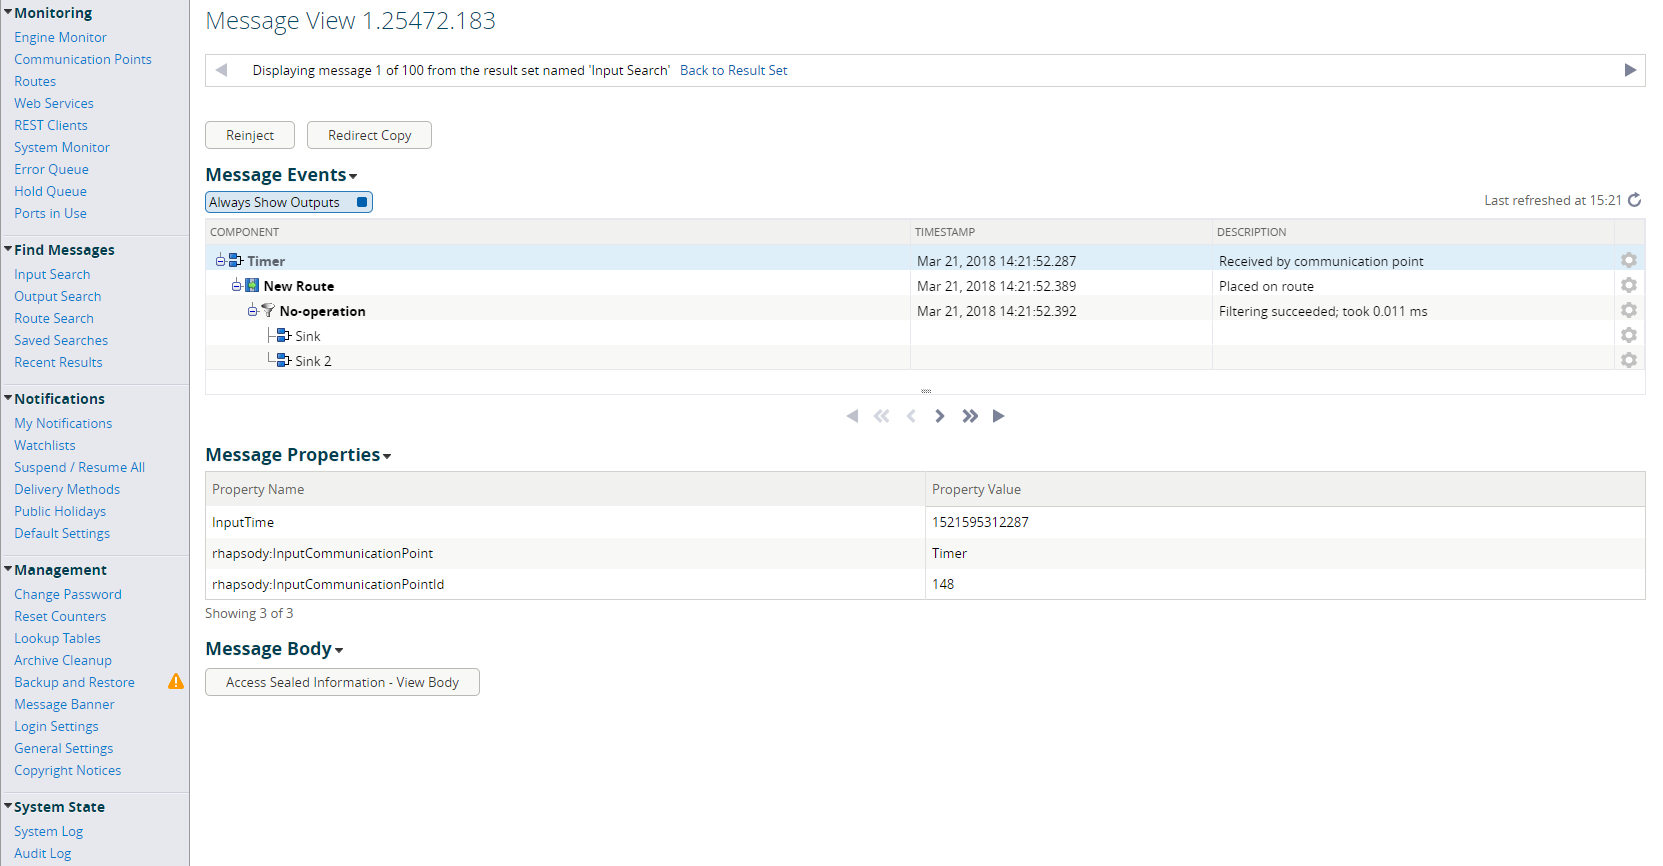 Monitoring
Engine Monitor
Communication Points
Routes
Web Services
REST Clients
System Monitor
Error Queue
Hold Queue
Ports in Use
Find Messages
Input Search
Output Search
Route Search
Saved Searches
Recent Results
Notifications
My Notifications
Watchlists
Suspend / Resume All
Delivery Methods
Public Holidays
Default Settings
Management
Change Password
Reset Counters
Lookup Tables
Archive Cleanup
Backup and Restore
Message Banner
Login Settings
General Settings
Copyright Notices
System State
System Log
Audit Log
Message View 1.25472.183
Displaying message 1 of 100 from the result set named 'Input Search' Back to Result Set
Reinject Redirect Copy
Message Events
Always Show Outputs Last refreshed at 15:21
COMPONENT TIMESTAMP DESCRIPTION
Timer Mar 21, 2018 14:21:52.287 Received by communication point
New Route Mar 21, 2018 14:21:52.389 Placed on route
No-operation Mar 21, 2018 14:21:52.392 Filtering succeeded; took 0.011 ms
Sink
Sink 2
Message Properties
Property Name Property Value
InputTime 1521595312287
rhapsody:InputCommunicationPoint Timer
rhapsody:InputCommunicationPointId 148
Showing 3 of 3
Message Body
Access Sealed Information - View Body